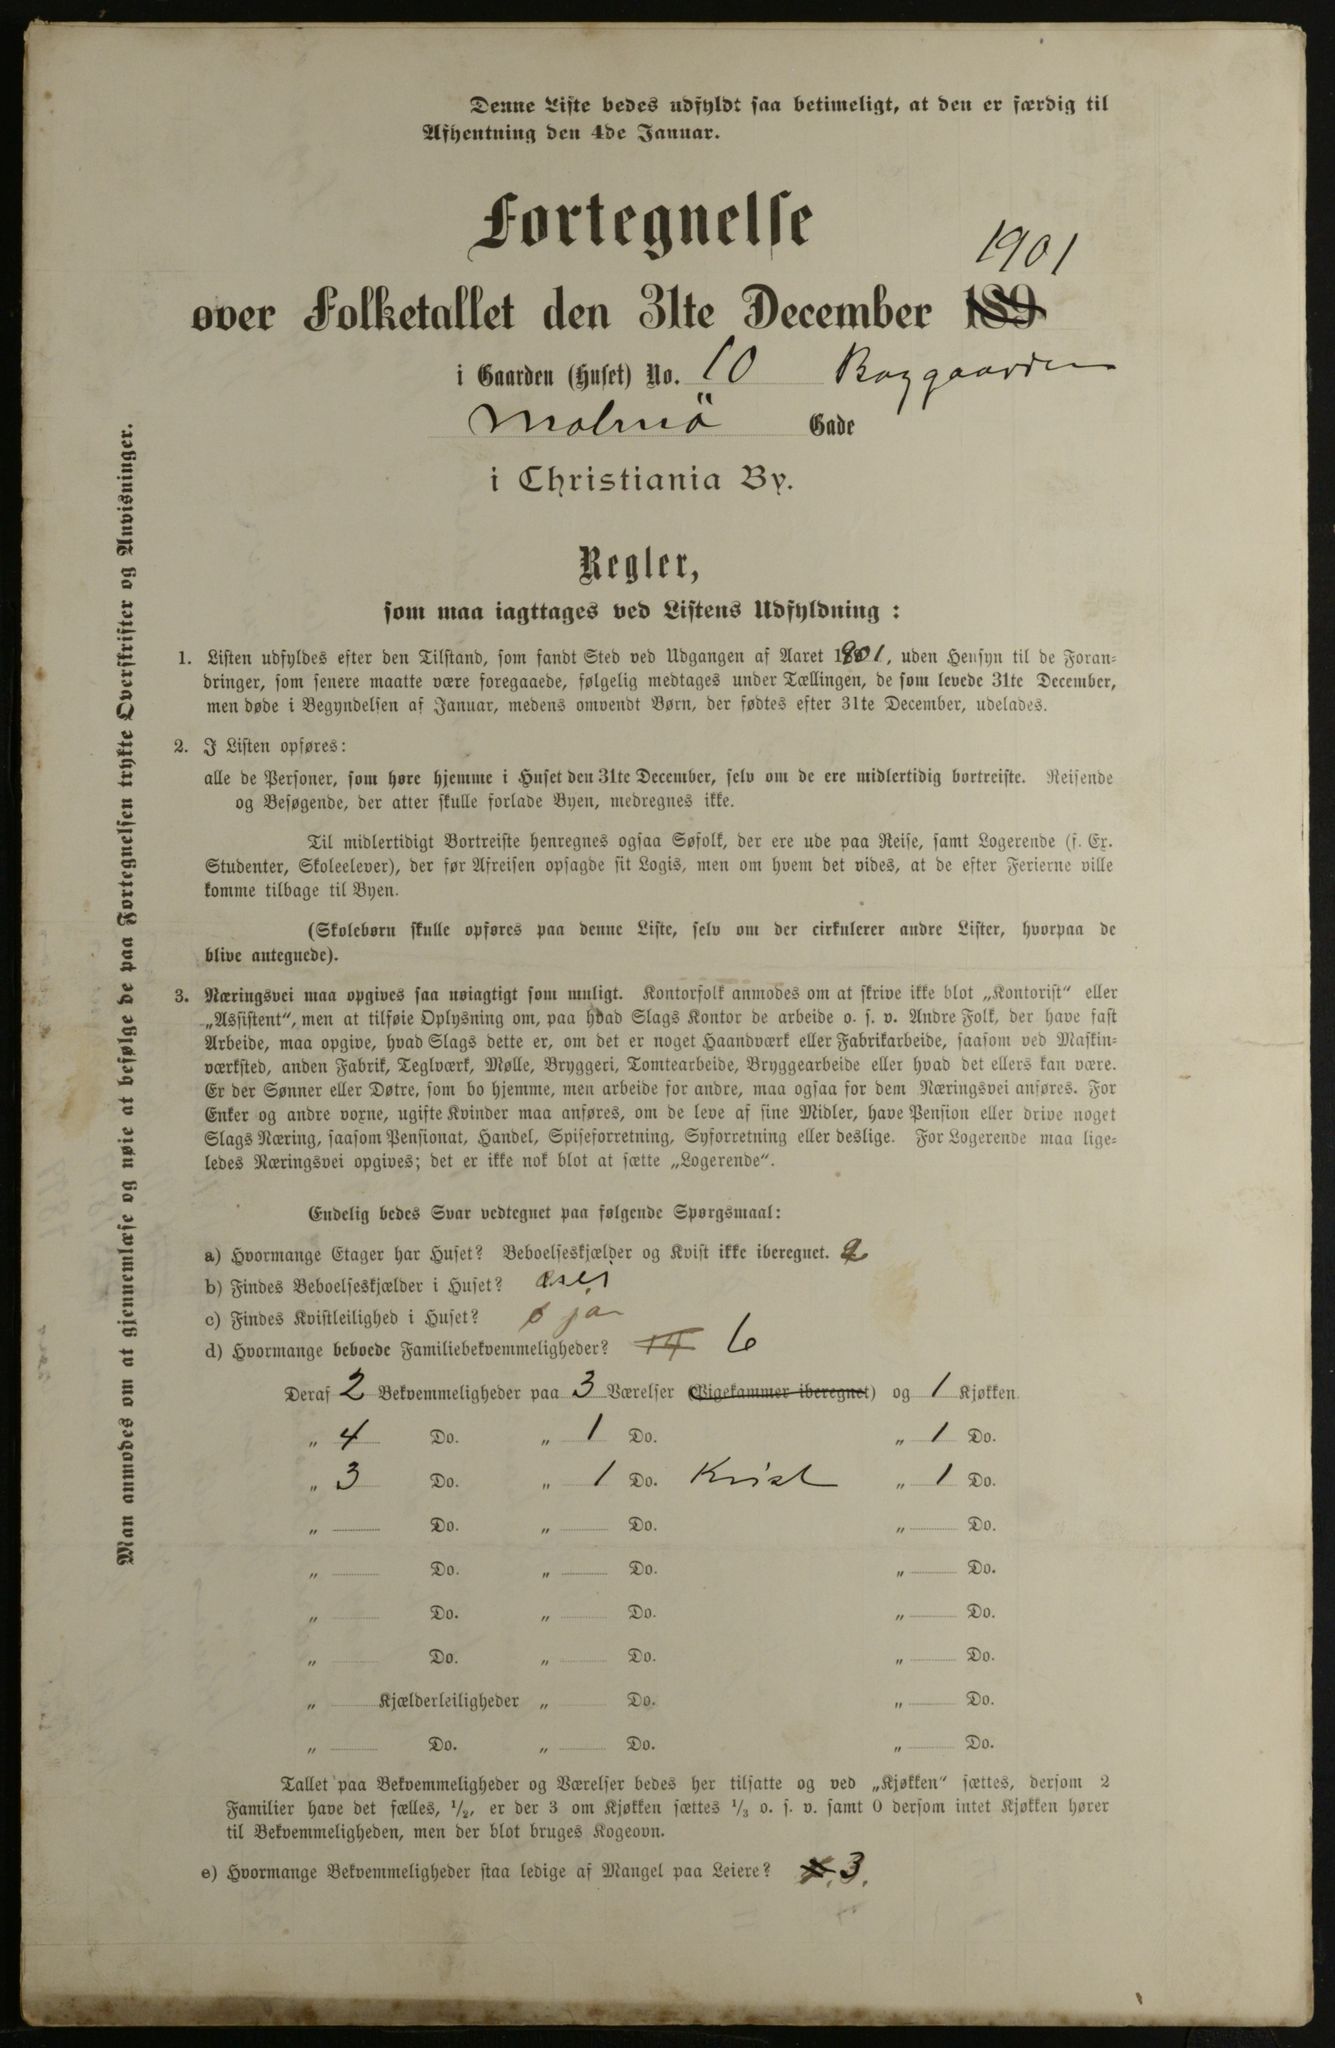 Denne Liste bedes udfyldt saa betimeligt, at den er færdig til
Afhentning den 4de Januar.
Fortegnelse
1901
over Folketallet den 31te December 189
i Gaarden (Huset) No. 10 Baggaarden
Malmö Gade
i Christiania By.
Regler,
som maa iagttages ved Listens Udfyldning:
1. Listen udfyldes efter den Tilstand, som fandt Sted ved Udgangen af Aaret 1901, uden Hensyn til de Foran-
dringer, som senere maatte være foregaaede, følgelig medtages under Tællingen, de som levede 31te December,
men døde i Begyndelsen af Januar, medens omvendt Børn, der fødtes efter 31te December, udelades.
2. I Listen opføres:
alle de Personer, som høre hjemme i Huset den 31te December, selv om de ere midlertidig bortreiste. Reisende
og Besøgende, der atter skulle forlade Byen, medregnes ikke.
Til midlertidigt Bortreiste henregnes ogsaa Søfolk, der ere ude paa Reise, samt Logerende (f. Ex.
Studenter, Skoleelever), der før Afreisen opsagde sit Logis, men om hvem det vides, at de efter Ferierne ville
komme tilbage til Byen.
(Skolebørn skulle opføres paa denne Liste, selv om der cirkulerer andre Lister, hvorpaa de
blive antegnede).
3. Næringsvei maa opgives saa nøiagtigt som muligt. Kontorfolk anmodes om at skrive ikke blot „Kontorist“ eller
„Assistent“, men at tilføie Oplysning om, paa hvad Slags Kontor de arbeide o. s. v. Andre Folk, der have fast
Arbeide, maa opgive, hvad Slags dette er, om det er noget Haandværk eller Fabrikarbeide, saasom ved Maskin-
værksted, anden Fabrik, Teglværk, Mølle, Bryggeri, Tomtearbeide, Bryggearbeide eller hvad det ellers kan være.
Er der Sønner eller Døtre, som bo hjemme, men arbeide for andre, maa ogsaa for dem Næringsvei anføres. For
Enker og andre voxne, ugifte Kvinder maa anføres, om de leve af sine Midler, have Pension eller drive noget
Slags Næring, saasom Pensionat, Handel, Spiseforretning, Syforretning eller deslige. For Logerende maa lige-
ledes Næringsvei opgives; det er ikke nok blot at sætte „Logerende“.
Endelig bedes Svar vedtegnet paa følgende Spørgsmaal:
a) Hvormange Etager har Huset? Beboelseskjælder og Kvist ikke iberegnet. 2
b) Findes Beboelseskjælder i Huset? nei
c) Findes Kvistleilighed i Huset? ja
d) Hvormange beboede Familiebekvemmeligheder? 14 6
Deraf 2 Bekvemmeligheder paa 3 Værelser (Pigekammer iberegnet) og 1 Kjøkken.
„ 4 Do. „ 1 Do. „ 1 Do.
„ 3 Do. „ 1 Do. Kvist „ 1 Do.
„ Do. „ Do. „ Do.
„ Do. „ Do. „ Do.
„ Do. „ Do. „ Do.
„ Do. „ Do. „ Do.
„ Kjælderleiligheder „ Do. „ Do.
„ Do. „ Do. „ Do.
Tallet paa Bekvemmeligheder og Værelser bedes her tilsatte og ved „Kjøkken“ sættes, dersom 2
Familier have det fælles, 1/2, er der 3 om Kjøkken sættes 1/3 o. s. v. samt 0 dersom intet Kjøkken hører
til Bekvemmeligheden, men der blot bruges Kogeovn.
e) Hvormange Bekvemmeligheder staa ledige af Mangel paa Leiere? 3.
Man anmodes om at gjennemlæse og nøie at befølge de paa Fortegnelsen trykte Overskrifter og Anvisninger.